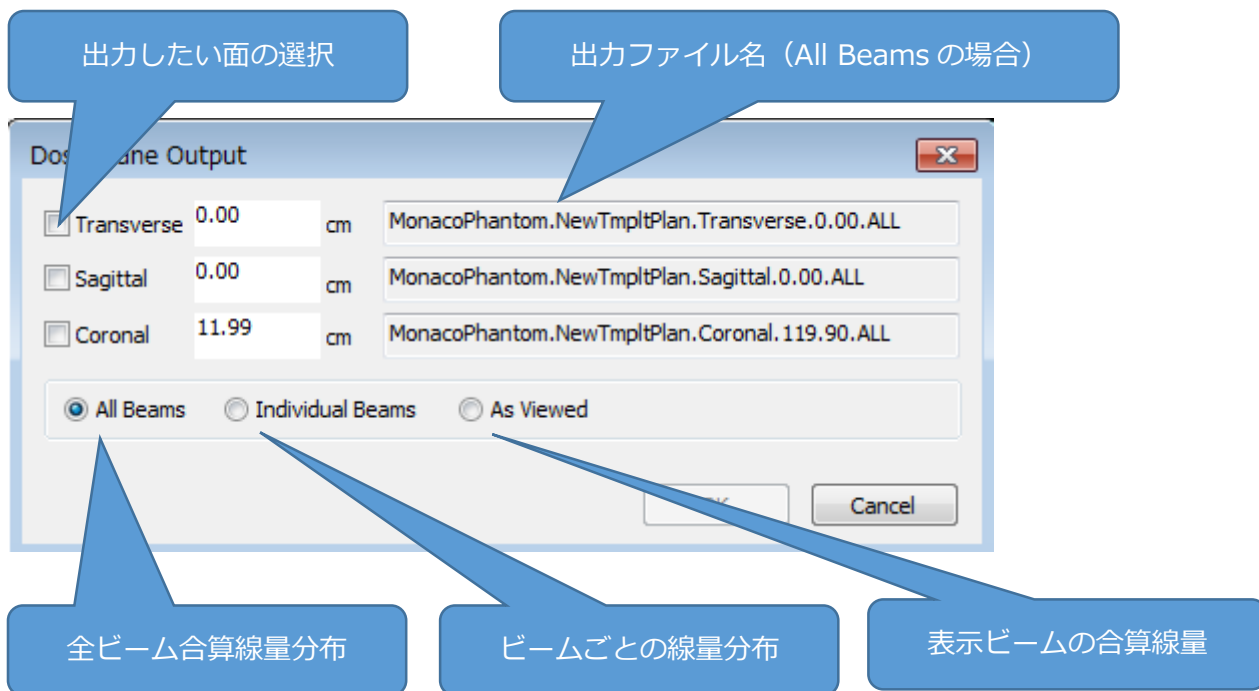 出力したい面の選択
出力ファイル名（All Beams の場合）
Output
Transverse 0.00 cm MonacoPhantom.NewTmpltPlan.Transverse.0.00.ALL
Sagittal 0.00 cm MonacoPhantom.NewTmpltPlan.Sagittal.0.00.ALL
Coronal 11.99 cm MonacoPhantom.NewTmpltPlan.Coronal.119.90.ALL
All Beams Individual Beams As Viewed
Cancel
全ビーム合算線量分布
ビームごとの線量分布
表示ビームの合算線量